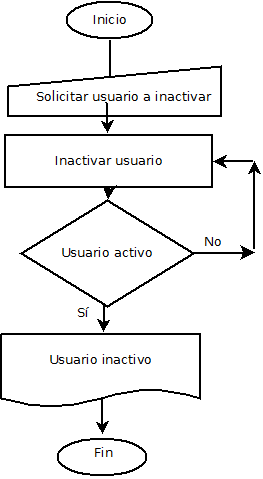 Inicio
Solicitar usuario a inactivar
Inactivar usuario
Usuario activo
No
Sí
Usuario inactivo
Fin